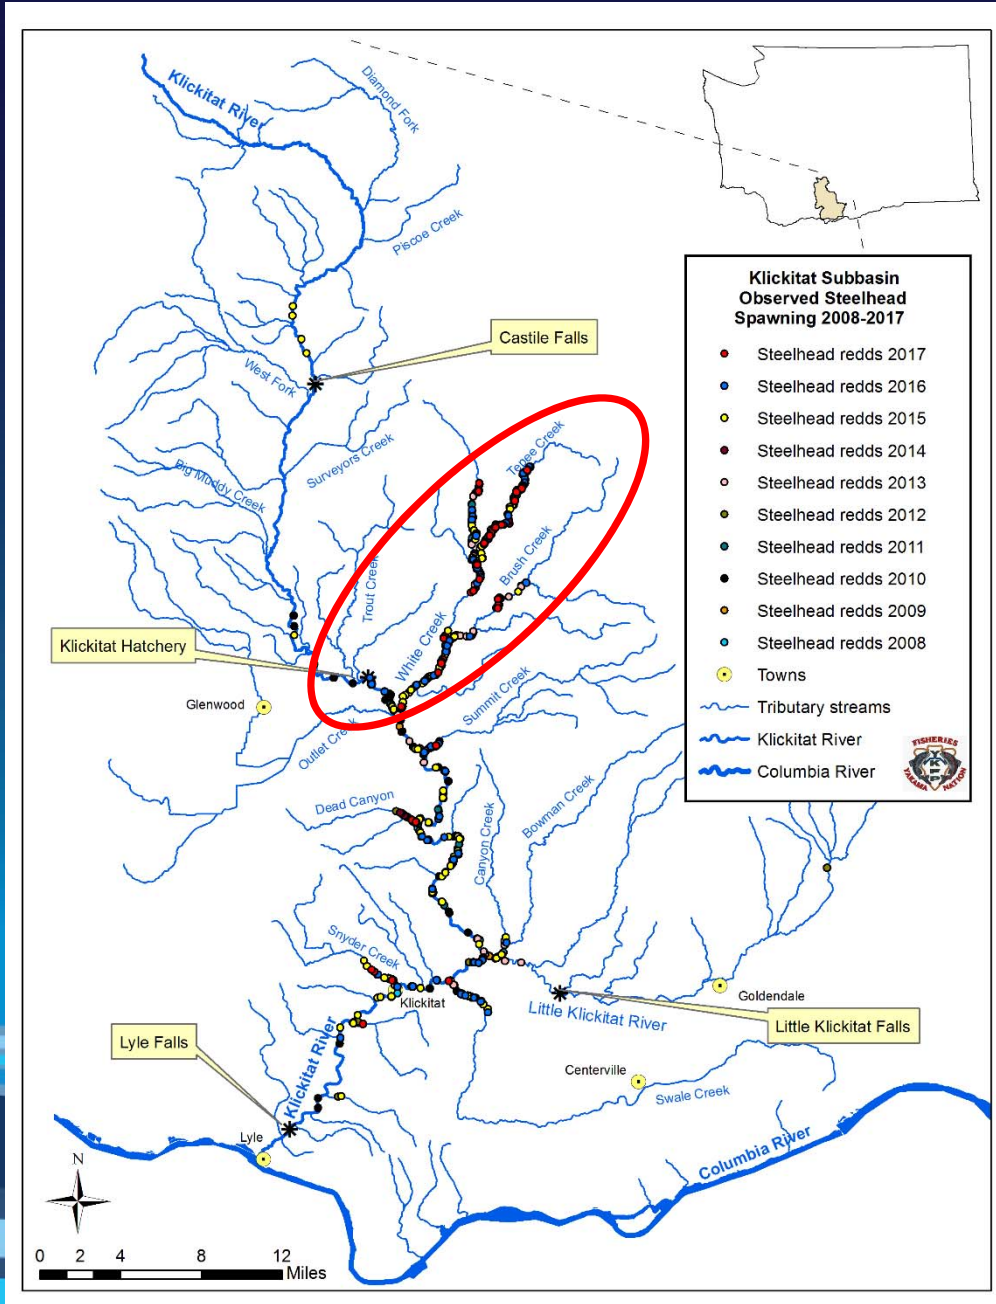 Klickitat River
Diamond Fork
Piscoe Creek
Klickitat Subbasin
Observed Steelhead
Spawning 2008-2017
Steelhead redds 2017
Steelhead redds 2016
Steelhead redds 2015
Steelhead redds 2014
Steelhead redds 2013
Steelhead redds 2012
Steelhead redds 2011
Steelhead redds 2010
Steelhead redds 2009
Steelhead redds 2008
Towns
Tributary streams
Klickitat River
Columbia River
FISHERIES
YKFP
YAKAMA NATION
Castile Falls
West Fork
Surveyors Creek
Big Muddy Creek
Tepee Creek
Brush Creek
Trout Creek
White Creek
Klickitat Hatchery
Glenwood
Outlet Creek
Summit Creek
Dead Canyon
Canyon Creek
Bowman Creek
Snyder Creek
Klickitat
Little Klickitat River
Goldendale
Little Klickitat Falls
Lyle Falls
Klickitat River
Centerville
Swale Creek
Lyle
Columbia River
N
0 2 4 8 12
Miles